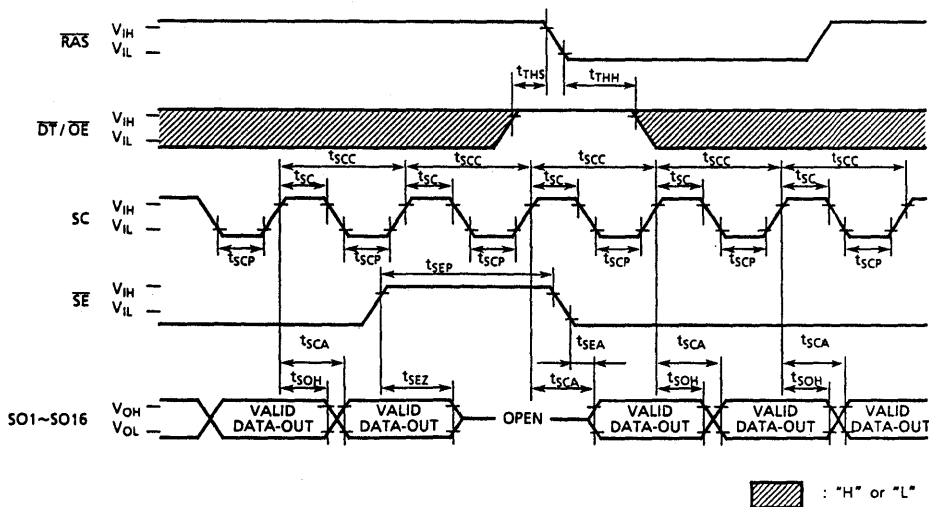 RAS VIH
VIL
tTHS tTHH
DT / OE VIH
VIL
tSCC tSCC tSCC tSCC tSCC
tSC tSC tSC tSC tSC
SC VIH
VIL
tSCP tSCP tSCP tSCP tSCP tSCP
tSEP
SE VIH
VIL
tSCA tSEA tSCA tSCA
tSOH tSEZ tSCA tSOH tSOH
SO1~SO16 VOH
VOL
VALID DATA-OUT
VALID DATA-OUT
OPEN
VALID DATA-OUT
VALID DATA-OUT
VALID DATA-OUT
: "H" or "L"